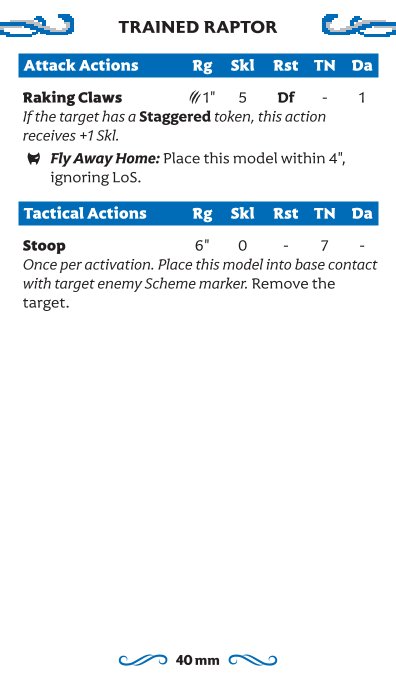 TRAINED RAPTOR
Attack Actions Rg Skl Rst TN Da
Raking Claws 1" 5 Df - 1
If the target has a Staggered token, this action
receives +1 Skl.
Fly Away Home: Place this model within 4",
ignoring LoS.
Tactical Actions Rg Skl Rst TN Da
Stoop 6" 0 - 7 -
Once per activation. Place this model into base contact
with target enemy Scheme marker. Remove the
target.
40 mm